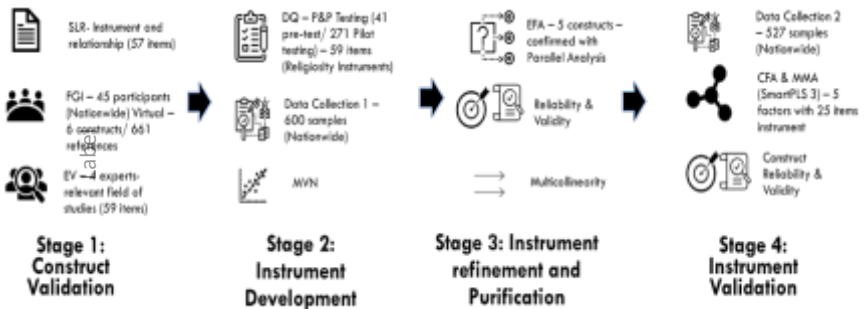 SLR- Instrument and
relationship (57 items)
FGI – 45 participants
(Nationwide) Virtual –
6 constructs/ 661
references
Label
EV – 4 experts-
relevant field of
studies (59 items)
Stage 1:
Construct
Validation
DQ – P&P Testing (41
pre-test/ 271 Pilot
testing) – 59 items
(Religiosity Instruments)
Data Collection 1 –
600 samples
(Nationwide)
MVN
Stage 2:
Instrument
Development
EFA – 5 constructs –
confirmed with
Parallel Analysis
Reliability &
Validity
Multicollinearity
Stage 3: Instrument
refinement and
Purification
Data Collection 2
– 527 samples
(Nationwide)
CFA & MMA
(SmartPLS 3) – 5
factors with 25 items
instrument
Construct
Reliability &
Validity
Stage 4:
Instrument
Validation